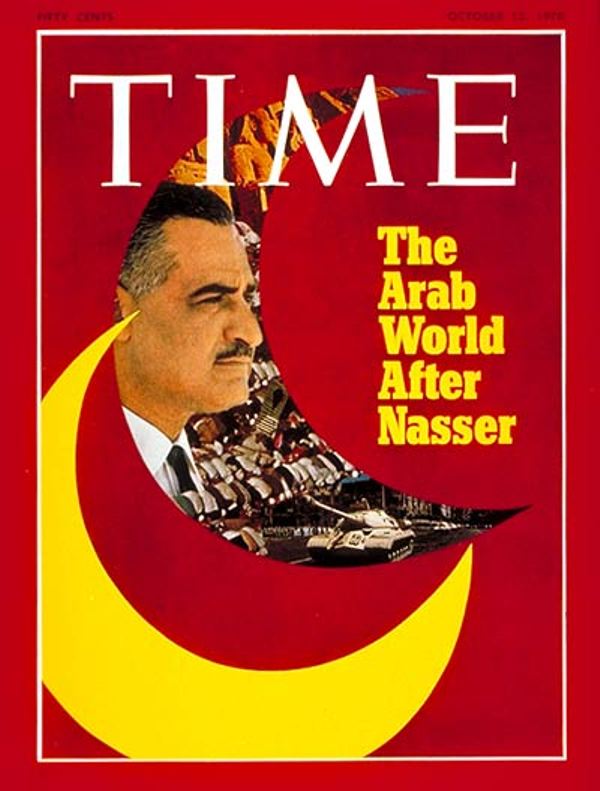 FIFTY CENTS
OCTOBER 12, 1970
TIME
The
Arab
World
After
Nasser